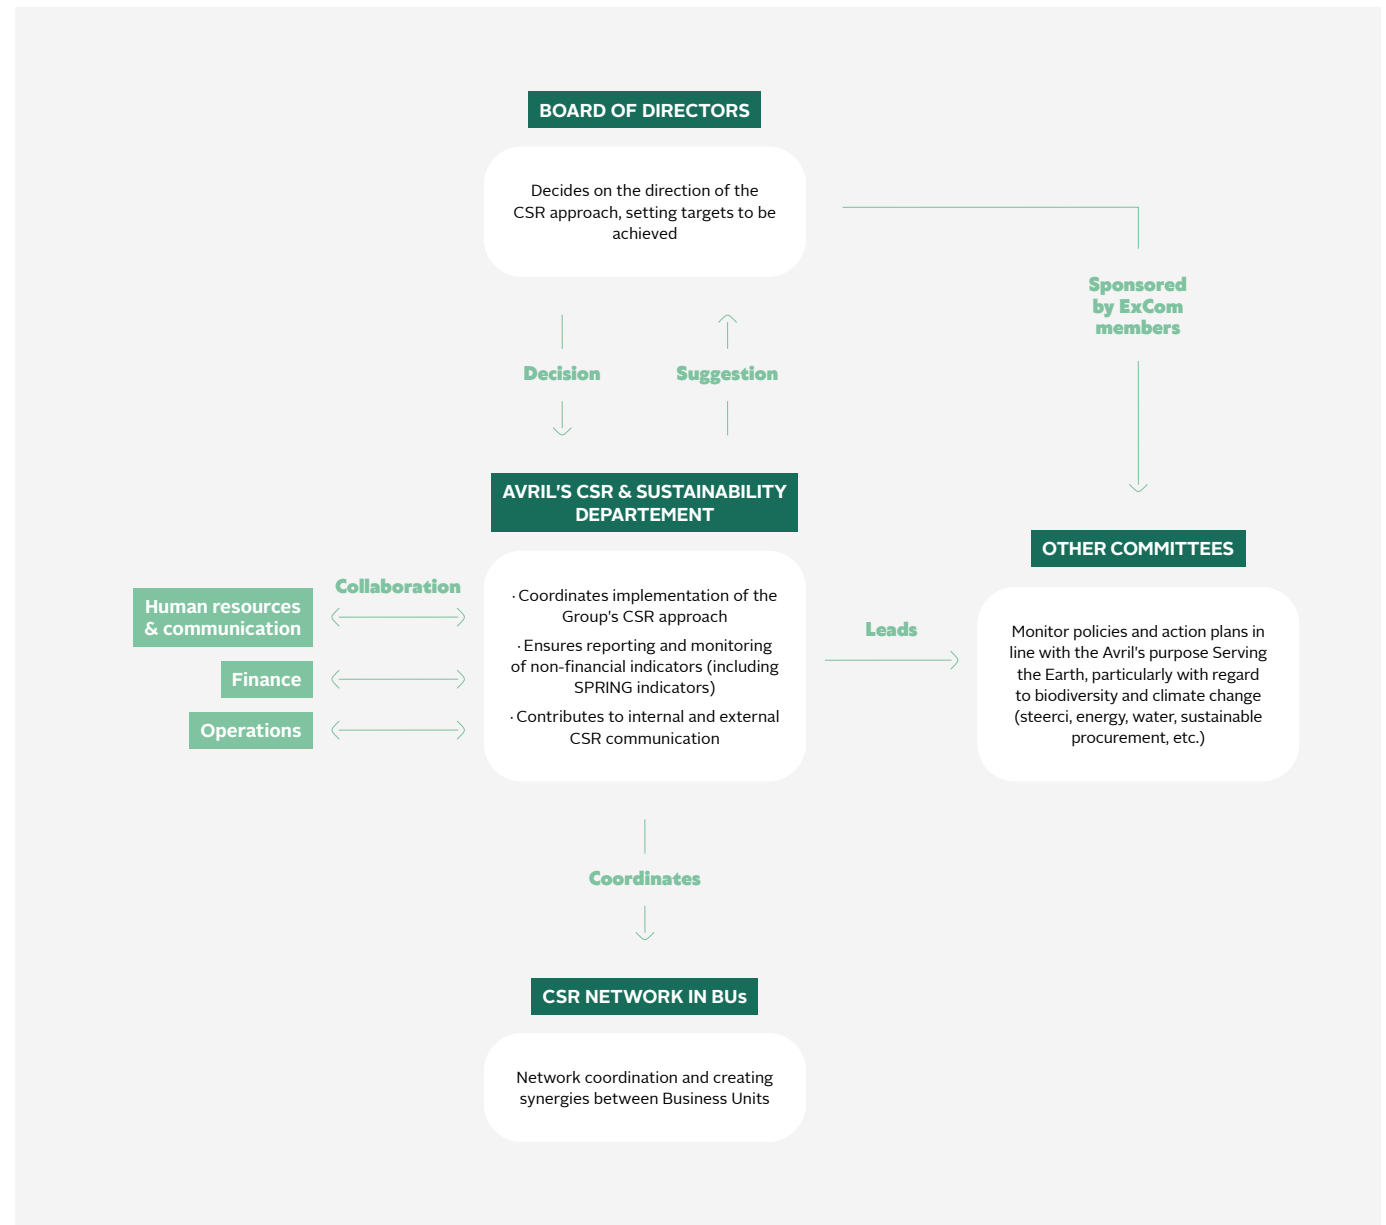 BOARD OF DIRECTORS
Decides on the direction of the
CSR approach, setting targets to be
achieved
Sponsored
by ExCom
members
Decision
Suggestion
AVRIL'S CSR & SUSTAINABILITY
DEPARTEMENT
OTHER COMMITTEES
Collaboration
Human resources
& communication
Finance
Operations
· Coordinates implementation of the
Group's CSR approach
· Ensures reporting and monitoring
of non-financial indicators (including
SPRING indicators)
· Contributes to internal and external
CSR communication
Leads
Monitor policies and action plans in
line with the Avril's purpose Serving
the Earth, particularly with regard
to biodiversity and climate change
(steerci, energy, water, sustainable
procurement, etc.)
Coordinates
CSR NETWORK IN BUs
Network coordination and creating
synergies between Business Units